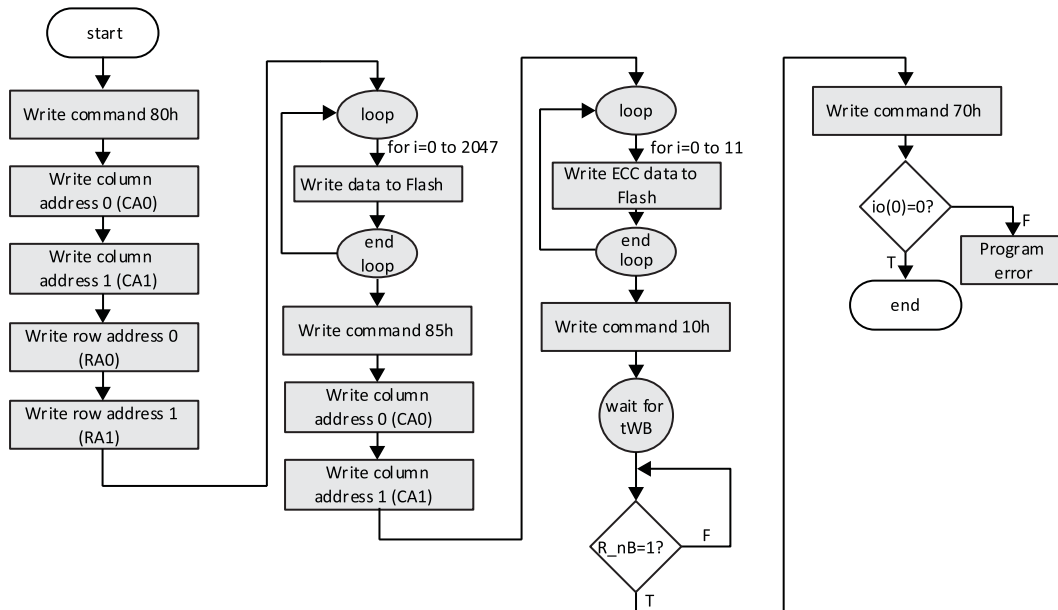 start
Write command 80h
Write column
address 0 (CA0)
Write column
address 1 (CA1)
Write row address 0
(RA0)
Write row address 1
(RA1)
loop
for i=0 to 2047
Write data to Flash
end
loop
Write command 85h
Write column
address 0 (CA0)
Write column
address 1 (CA1)
loop
for i=0 to 11
Write ECC data to
Flash
end
loop
Write command 10h
wait for
tWB
R_nB=1?
F
T
Write command 70h
io(0)=0?
F
Program
error
T
end